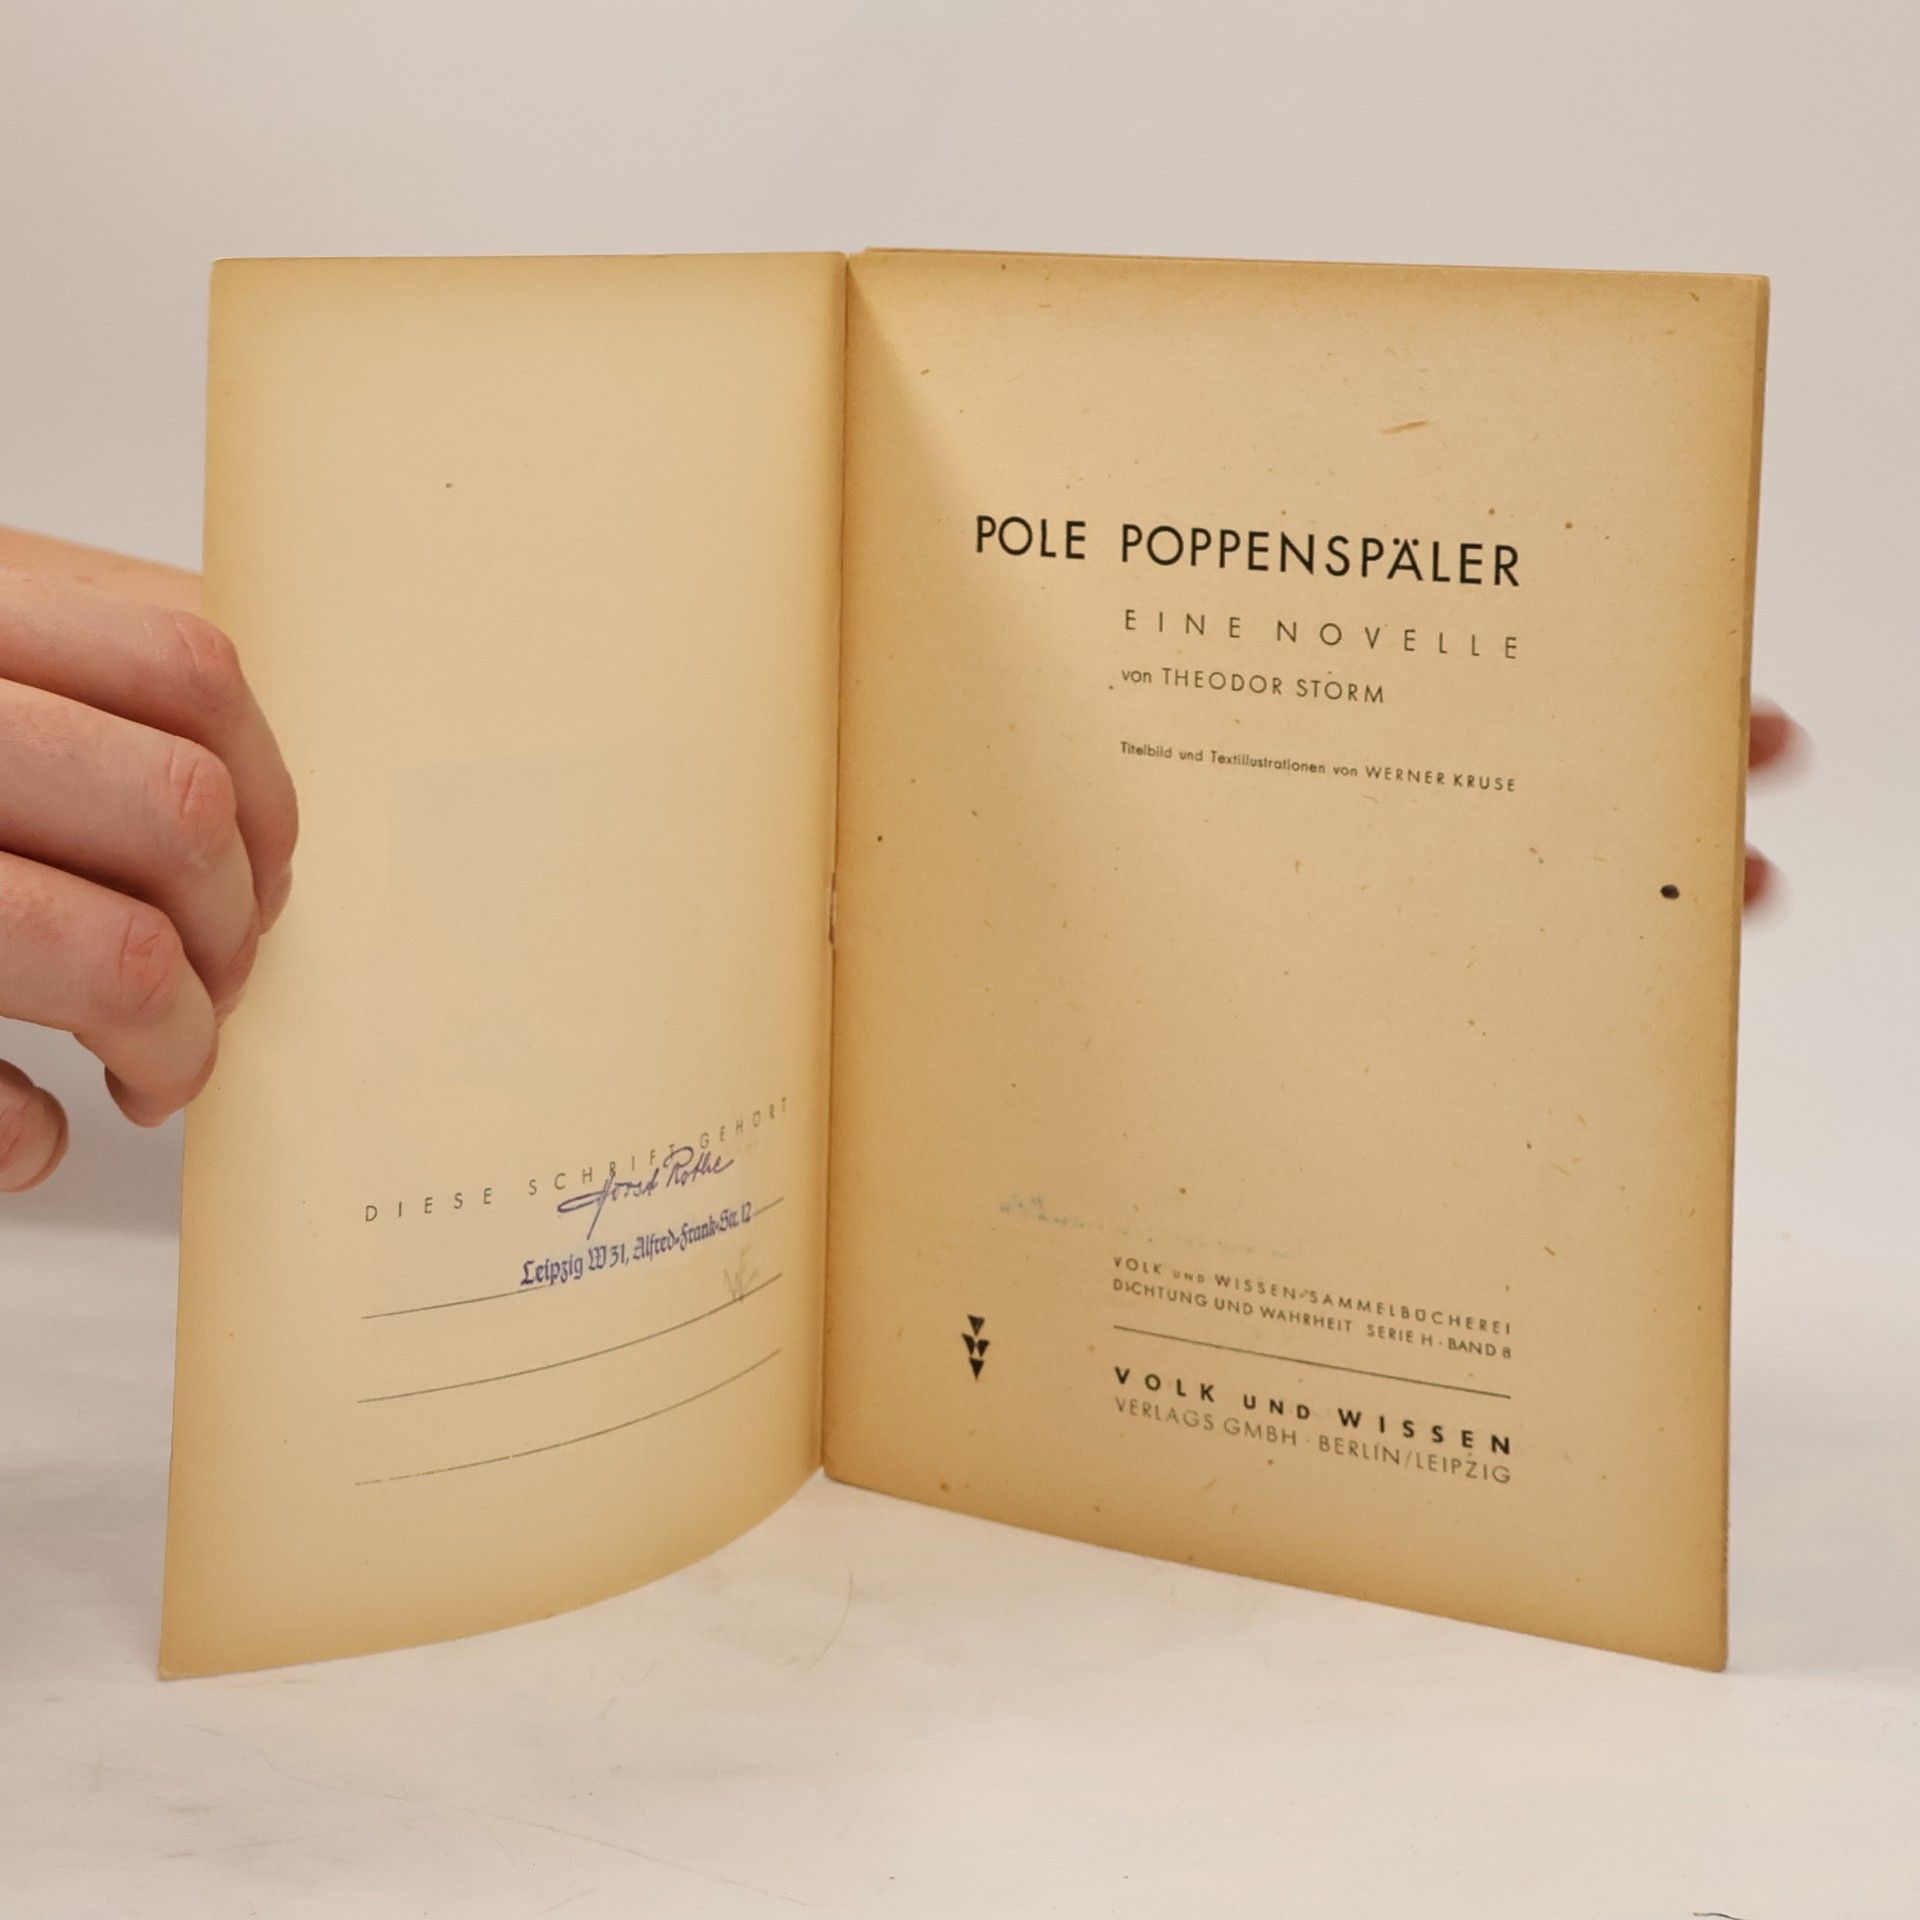 DIESE SCHRIFT GEHÖRT
Horst Rothe
Leipzig W 31, Alfred-Frank-Str. 12
POLE POPPENSPÄLER
EINE NOVELLE
von THEODOR STORM
Titelbild und Textillustrationen von WERNER KRUSE
VOLK UND WISSEN-SAMMELBÜCHEREI
DICHTUNG UND WAHRHEIT SERIE H · BAND 8
VOLK UND WISSEN
VERLAGS GMBH · BERLIN/LEIPZIG